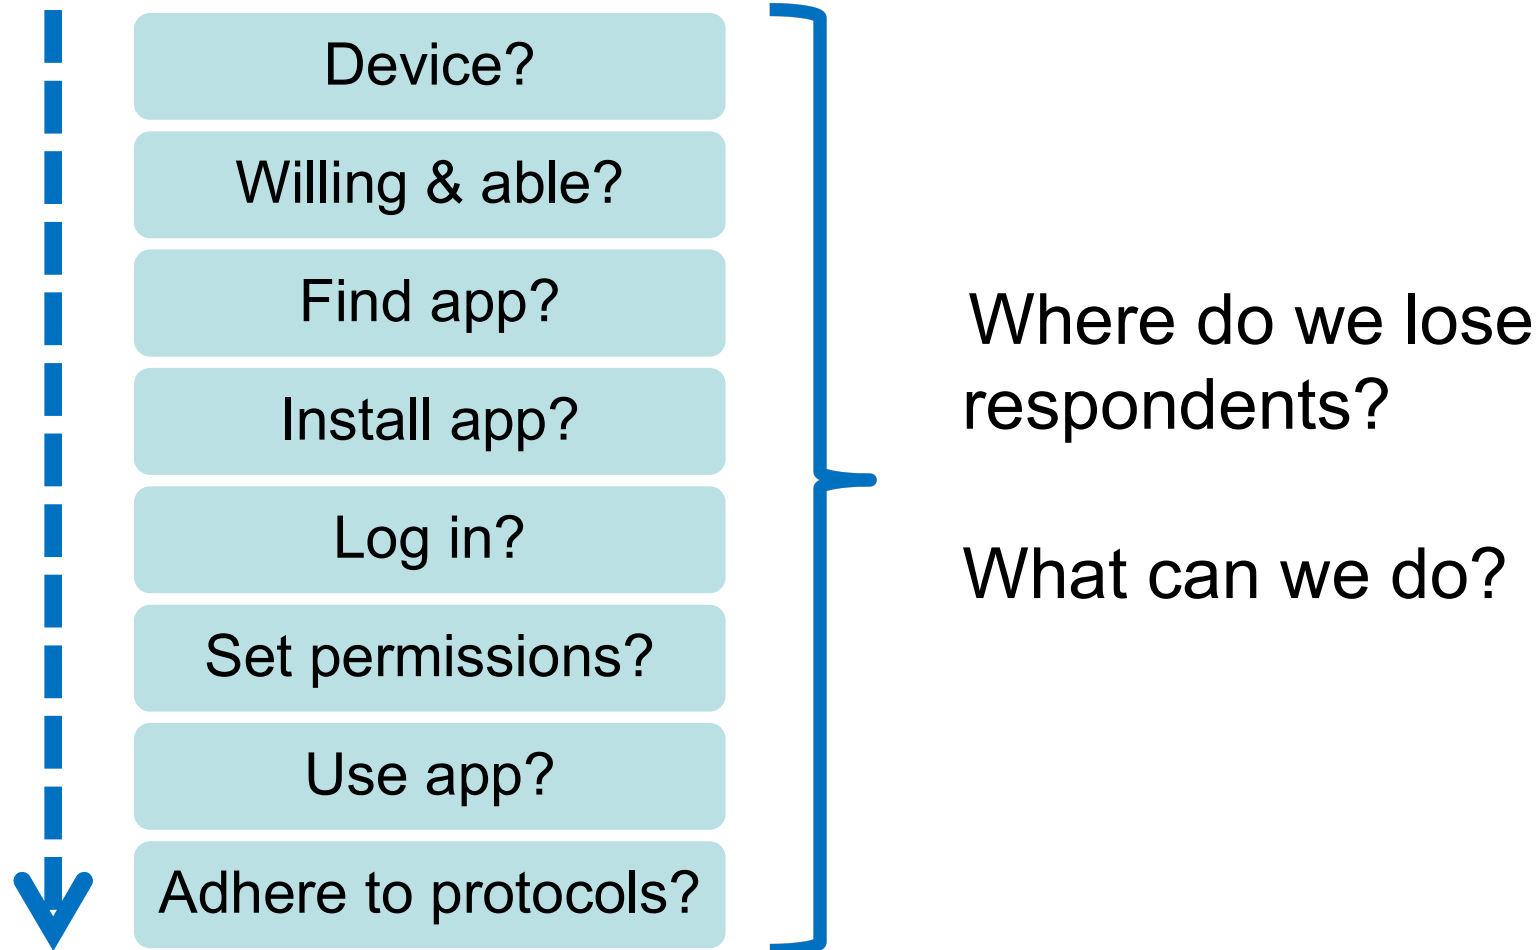 Device?
Willing & able?
Find app?
Install app?
Log in?
Set permissions?
Use app?
Adhere to protocols?
Where do we lose
respondents?
What can we do?